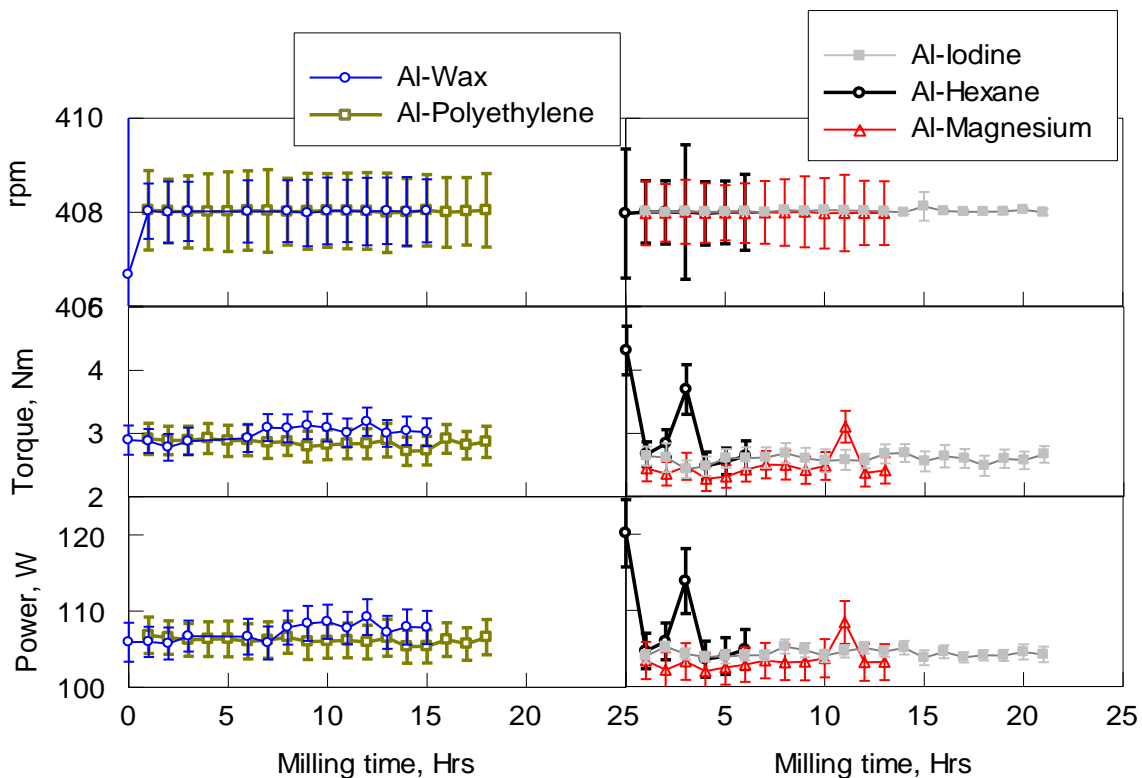 Al-Wax
Al-Polyethylene
Al-Iodine
Al-Hexane
Al-Magnesium
410
408
406
rpm
6
4
3
2
Torque, Nm
2
120
110
100
Power, W
0 5 10 15 20 25 5 10 15 20 25
Milling time, Hrs Milling time, Hrs